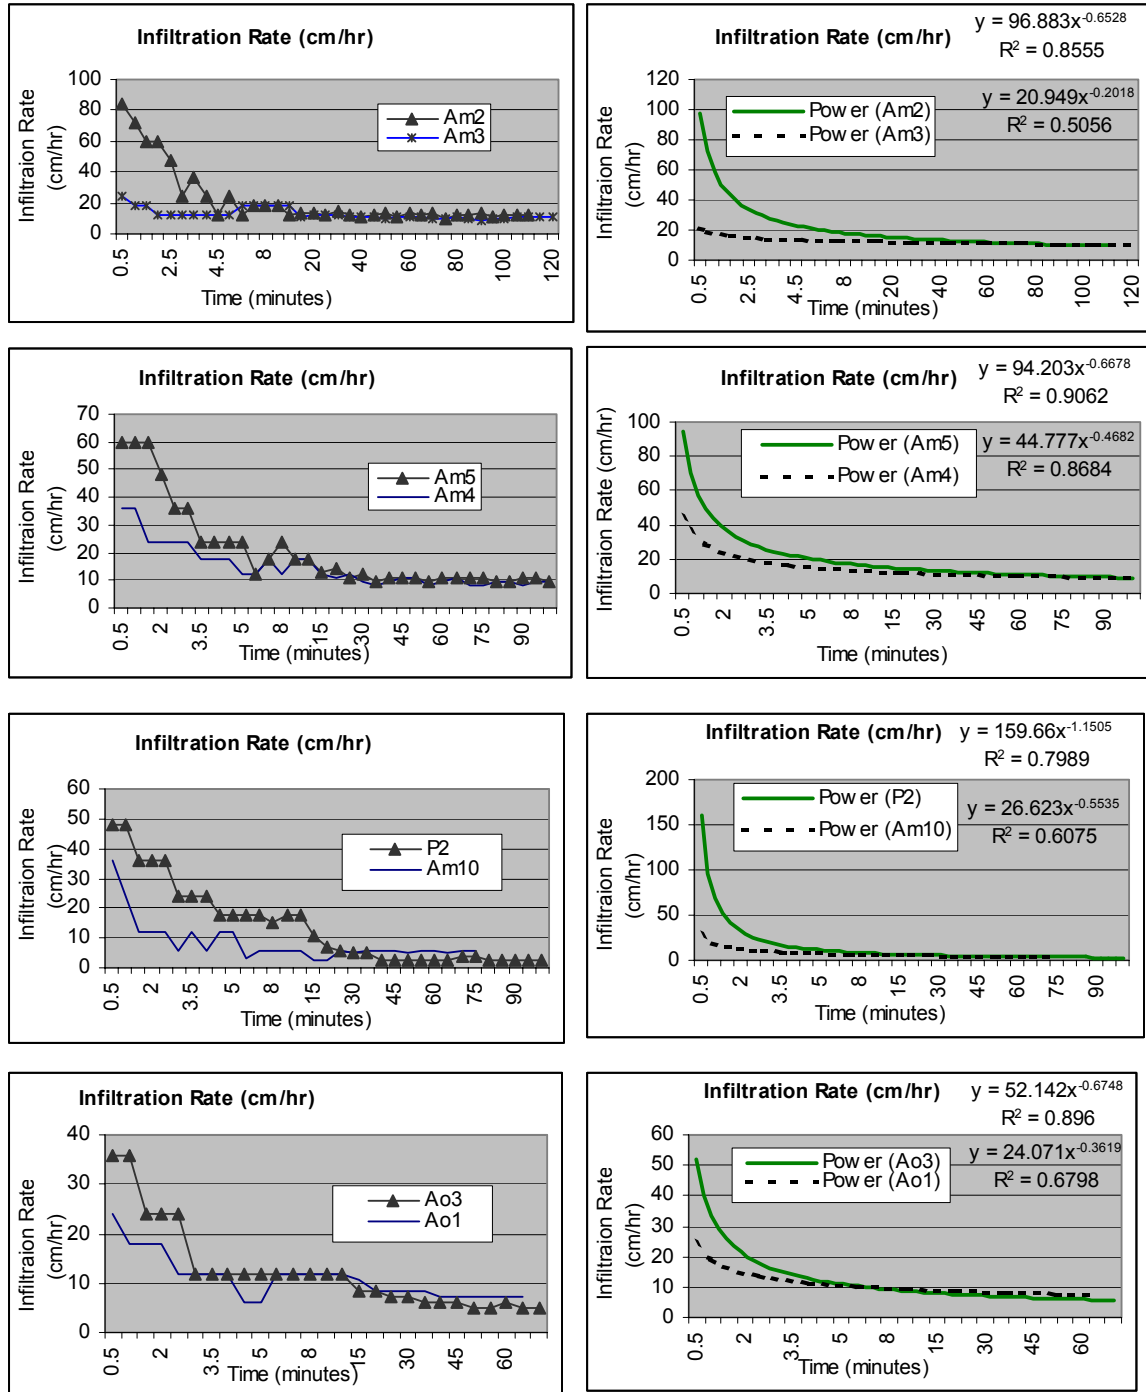 Infiltration Rate (cm/hr)
100
80
60
40
20
0
Infiltraion Rate
(cm/hr)
Am2
Am3
0.5
2.5
4.5
8
20
40
60
80
100
120
Time (minutes)
Infiltration Rate (cm/hr)
y = 96.883x^-0.6528
R² = 0.8555
y = 20.949x^-0.2018
R² = 0.5056
120
100
80
60
40
20
0
Infiltraion Rate
(cm/hr)
Power (Am2)
Power (Am3)
0.5
2.5
4.5
8
20
40
60
80
100
120
Time (minutes)
Infiltration Rate (cm/hr)
70
60
50
40
30
20
10
0
Infiltraion Rate
(cm/hr)
Am5
Am4
0.5
2
3.5
5
8
15
30
45
60
75
90
Time (minutes)
Infiltration Rate (cm/hr)
y = 94.203x^-0.6678
R² = 0.9062
y = 44.777x^-0.4682
R² = 0.8684
100
80
60
40
20
0
Infiltraion Rate (cm/hr)
Power (Am5)
Power (Am4)
0.5
2
3.5
5
8
15
30
45
60
75
90
Time (minutes)
Infiltration Rate (cm/hr)
60
50
40
30
20
10
0
Infiltraion Rate
(cm/hr)
P2
Am10
0.5
2
3.5
5
8
15
30
45
60
75
90
Time (minutes)
Infiltration Rate (cm/hr)
y = 159.66x^-1.1505
R² = 0.7989
y = 26.623x^-0.5535
R² = 0.6075
200
150
100
50
0
Infiltraion Rate
(cm/hr)
Power (P2)
Power (Am10)
0.5
2
3.5
5
8
15
30
45
60
75
90
Time (minutes)
Infiltration Rate (cm/hr)
40
30
20
10
0
Infiltraion Rate
(cm/hr)
Ao3
Ao1
0.5
2
3.5
5
8
15
30
45
60
Time (minutes)
Infiltration Rate (cm/hr)
y = 52.142x^-0.6748
R² = 0.896
y = 24.071x^-0.3619
R² = 0.6798
60
50
40
30
20
10
0
Infiltraion Rate
(cm/hr)
Power (Ao3)
Power (Ao1)
0.5
2
3.5
5
8
15
30
45
60
Time (minutes)